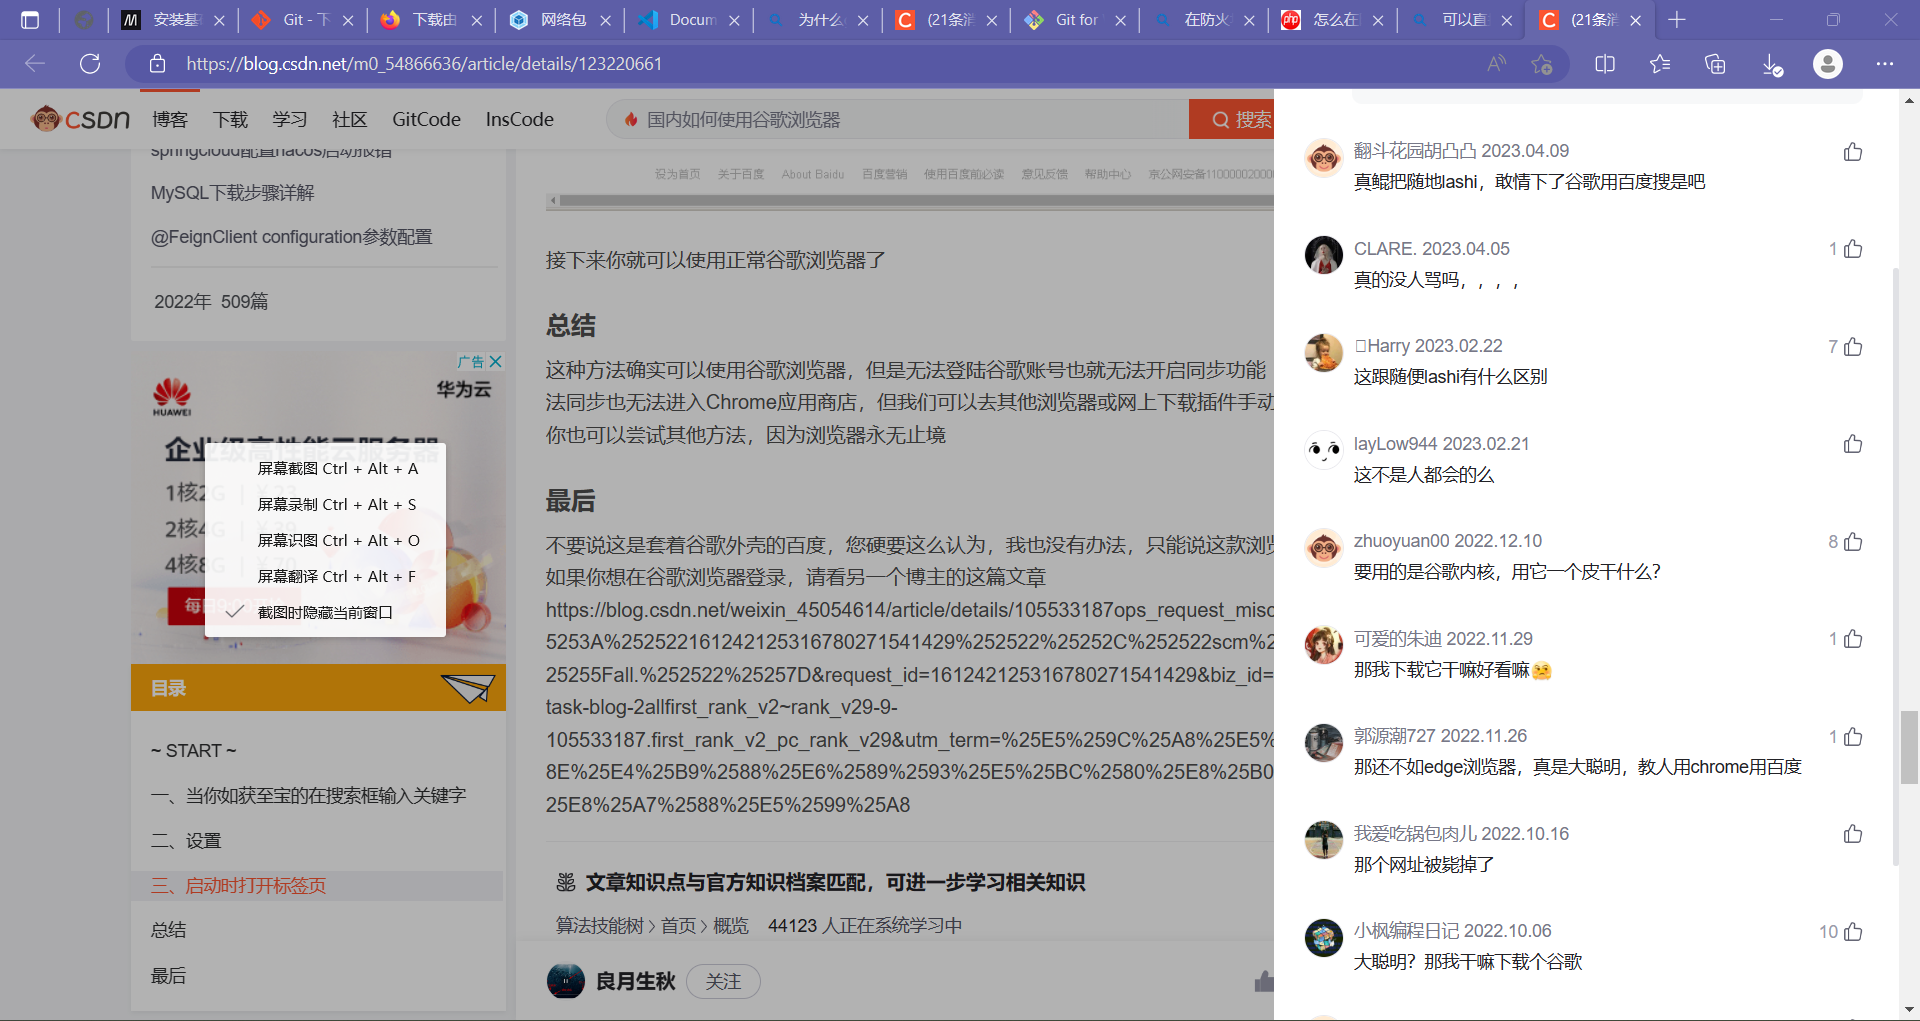 安装基
Git - 下
下载由
网络包
Docum
为什么
(21条消
Git for
在防火
怎么在
可以直
(21条消
https://blog.csdn.net/m0_54866636/article/details/123220661
CSDN
博客
下载
学习
社区
GitCode
InsCode
国内如何使用谷歌浏览器
搜索
springcloud配置nacos启动报错
MySQL下载步骤详解
@FeignClient configuration参数配置
2022年 509篇
广告
HUAWEI
华为云
企业级高性能云服务器
1核2G
2核4G
4核8G
屏幕截图 Ctrl + Alt + A
屏幕录制 Ctrl + Alt + S
屏幕识图 Ctrl + Alt + O
屏幕翻译 Ctrl + Alt + F
截图时隐藏当前窗口
目录
~ START ~
一、当你如获至宝的在搜索框输入关键字
二、设置
三、启动时打开标签页
总结
最后
设为首页 关于百度 About Baidu 百度营销 使用百度前必读 意见反馈 帮助中心 京公网安备11000002000
接下来你就可以使用正常谷歌浏览器了
总结
这种方法确实可以使用谷歌浏览器，但是无法登陆谷歌账号也就无法开启同步功能
法同步也无法进入Chrome应用商店，但我们可以去其他浏览器或网上下载插件手动
你也可以尝试其他方法，因为浏览器永无止境
最后
不要说这是套着谷歌外壳的百度，您硬要这么认为，我也没有办法，只能说这款浏览
如果你想在谷歌浏览器登录，请看另一个博主的这篇文章
https://blog.csdn.net/weixin_45054614/article/details/105533187ops_request_misc
5253A%2525221612421253167802715414​29%252522%25252C%252522scm%2
25255Fall.%252522%25257D&request_id=161242125316780271541429&biz_id=
task-blog-2allfirst_rank_v2~rank_v29-9-
105533187.first_rank_v2_pc_rank_v29&utm_term=%25E5%259C%25A8%25E5%
8E%25E4%25B9%2588%25E6%2589%2593%25E5%25BC%2580%25E8%25B0
25E8%25A7%2588%25E5%2599%25A8
文章知识点与官方知识档案匹配，可进一步学习相关知识
算法技能树 首页 概览 44123 人正在系统学习中
良月生秋
关注
翻斗花园胡凸凸 2023.04.09
真鲲把随地lashi，敢情下了谷歌用百度搜是吧
CLARE. 2023.04.05
1
真的没人骂吗，，，，
Harry 2023.02.22
7
这跟随便lashi有什么区别
layLow944 2023.02.21
这不是人都会的么
zhuoyuan00 2022.12.10
8
要用的是谷歌内核，用它一个皮干什么？
可爱的朱迪 2022.11.29
1
那我下载它干嘛好看嘛
郭源潮727 2022.11.26
1
那还不如edge浏览器，真是大聪明，教人用chrome用百度
我爱吃锅包肉儿 2022.10.16
那个网址被毙掉了
小枫编程日记 2022.10.06
10
大聪明？那我干嘛下载个谷歌